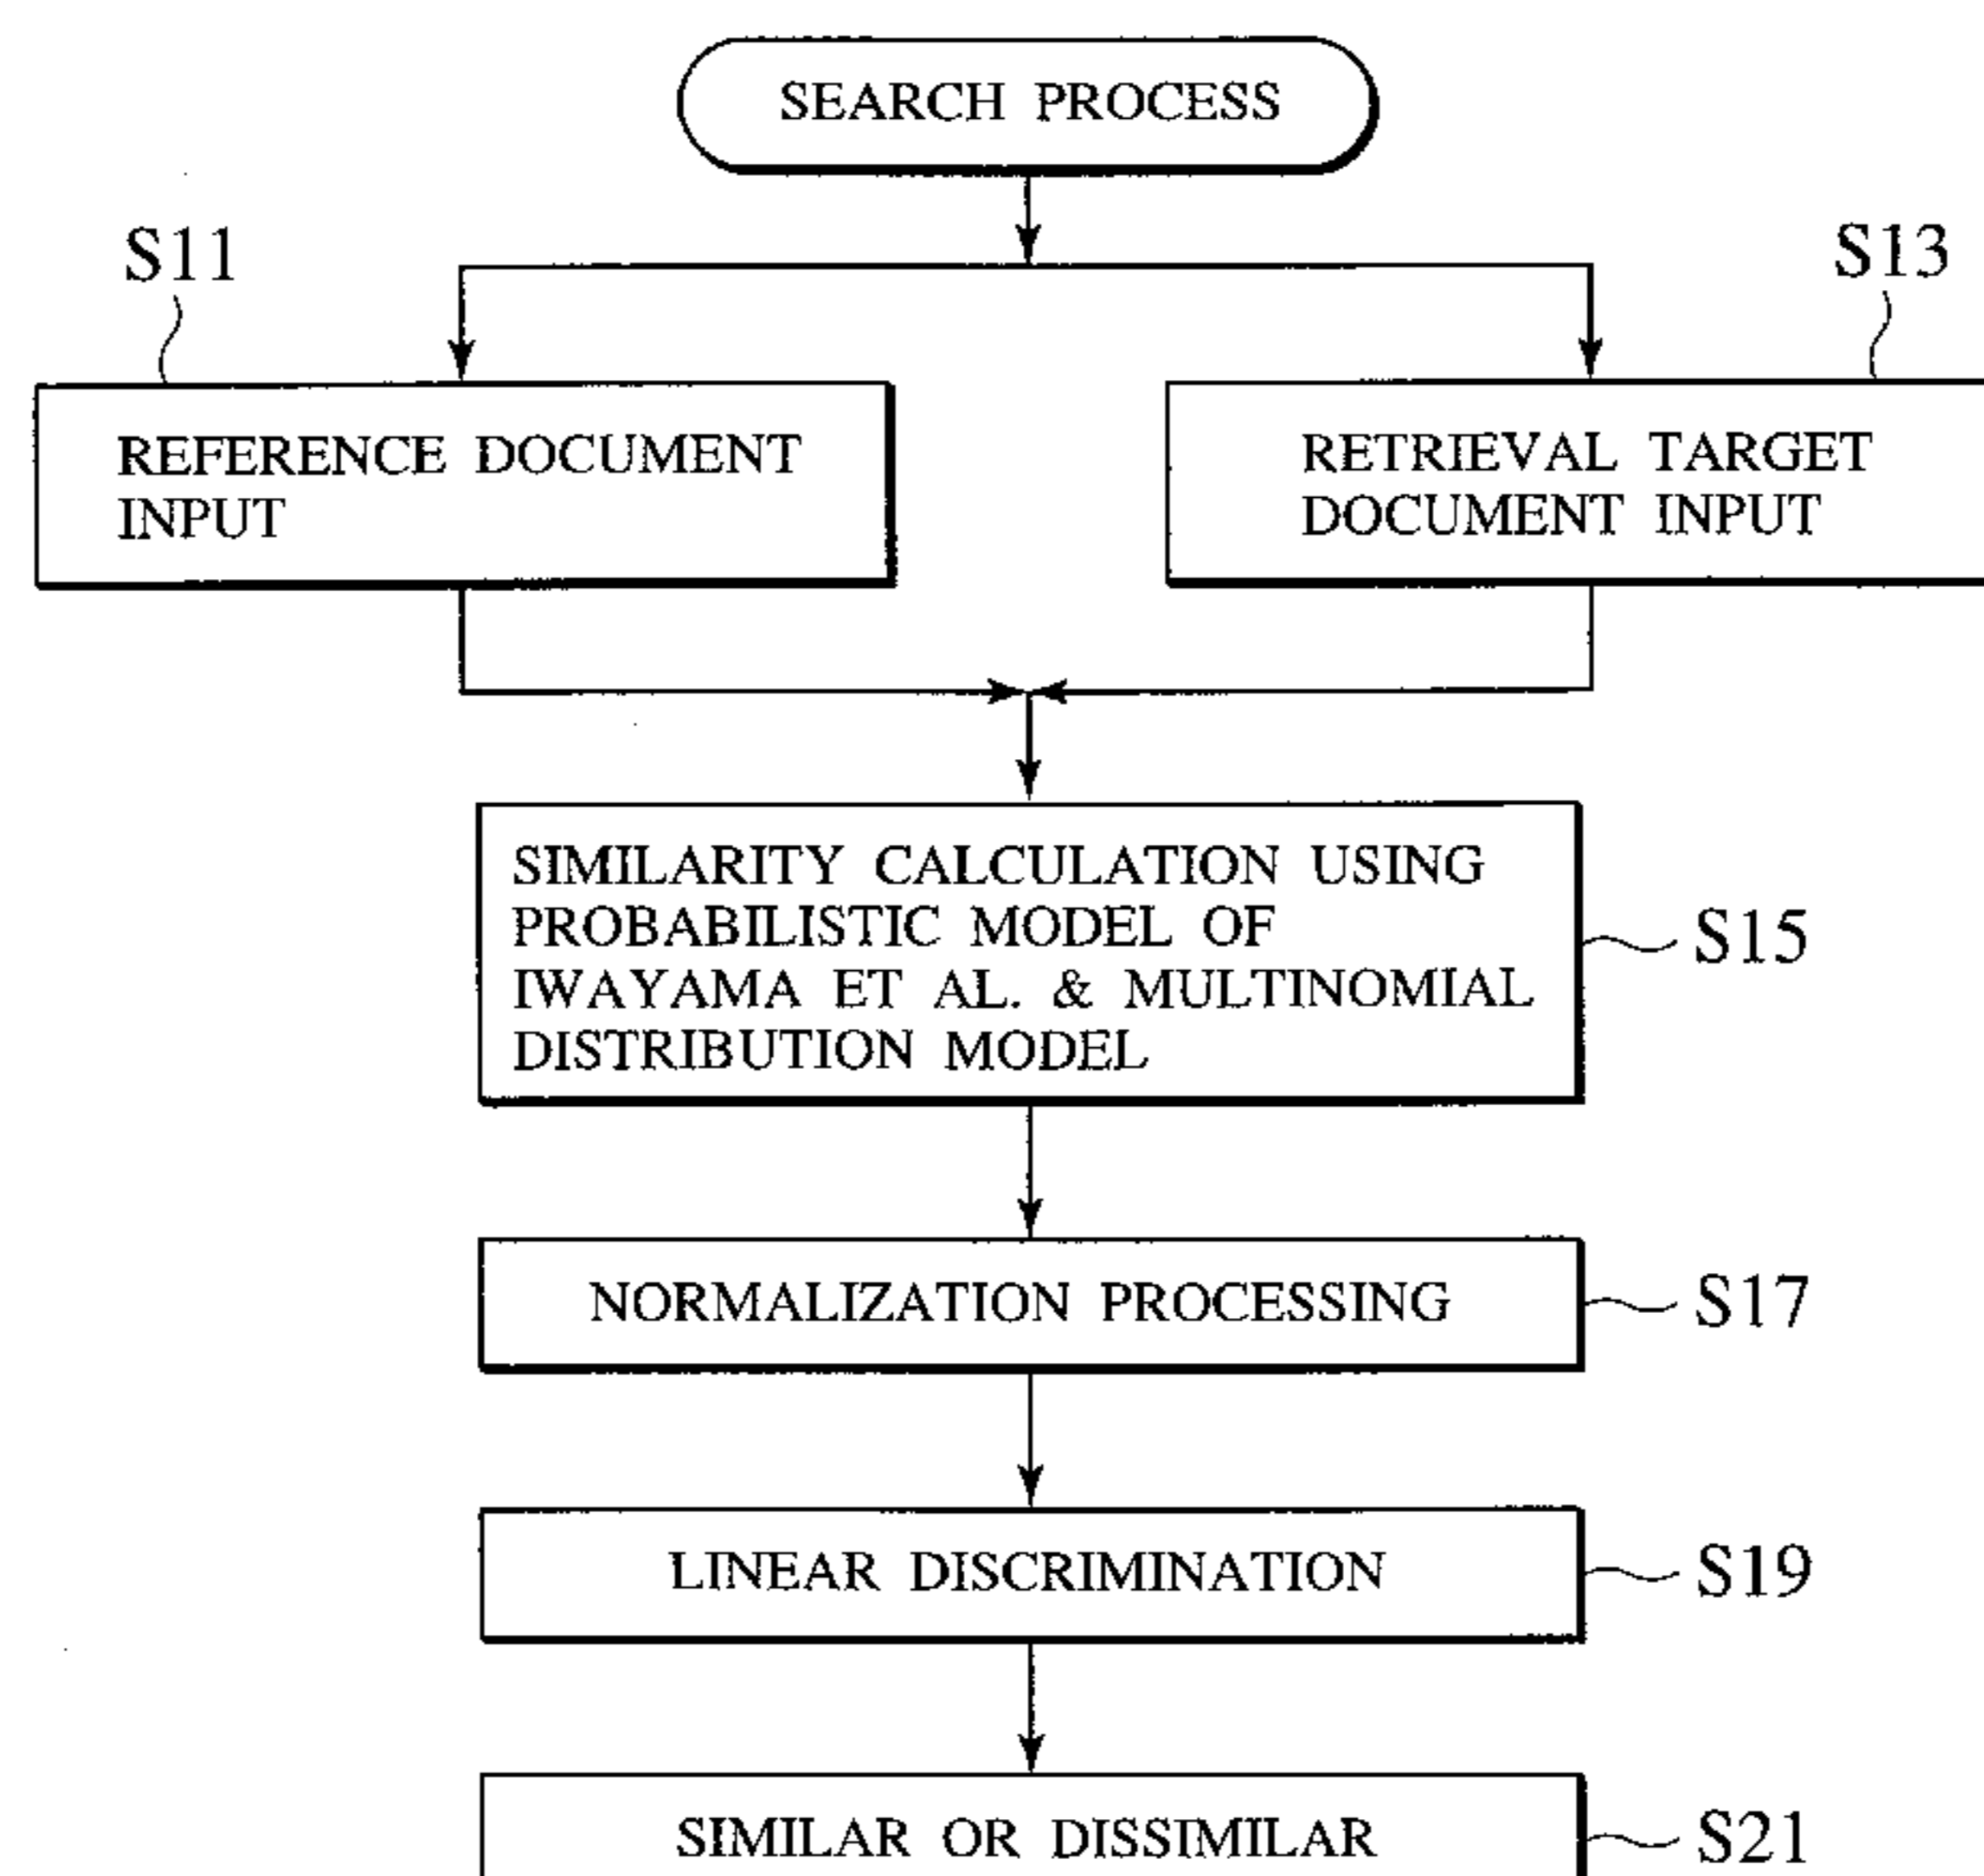 SEARCH PROCESS
S11
S13
REFERENCE DOCUMENT
INPUT
RETRIEVAL TARGET
DOCUMENT INPUT
SIMILARITY CALCULATION USING
PROBABILISTIC MODEL OF
IWAYAMA ET AL. & MULTINOMIAL
DISTRIBUTION MODEL
S15
NORMALIZATION PROCESSING
S17
LINEAR DISCRIMINATION
S19
SIMILAR OR DISSIMILAR
S21